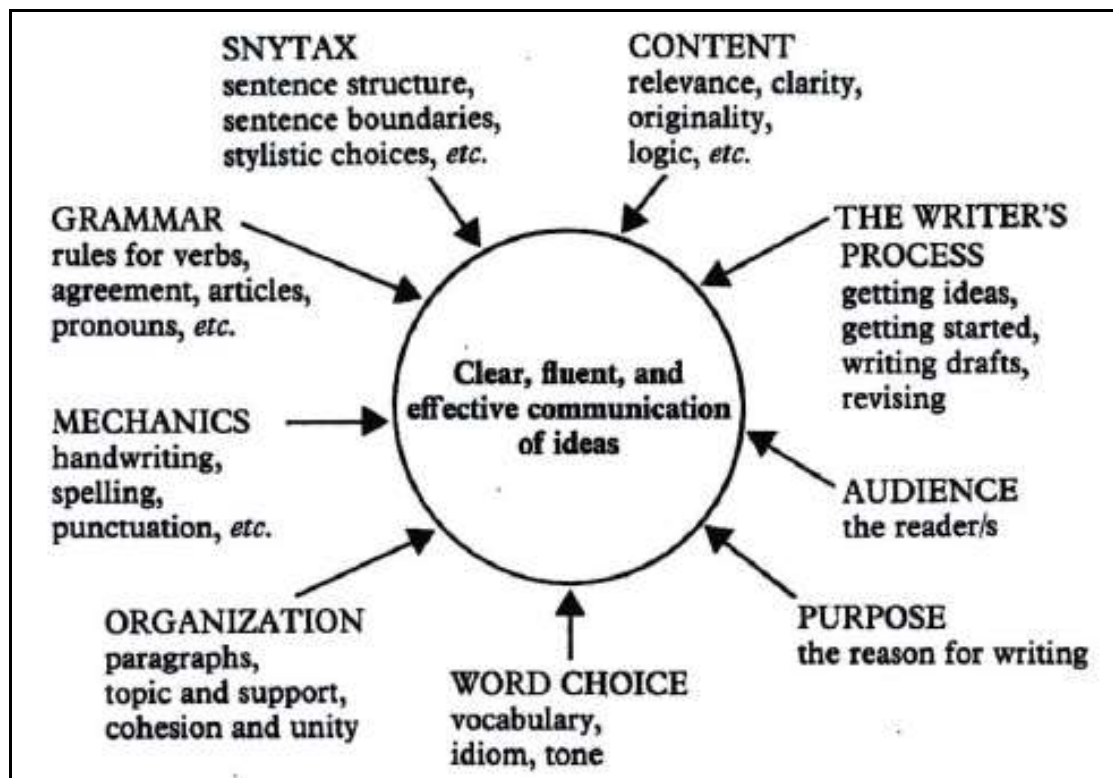 SNYTAX
sentence structure,
sentence boundaries,
stylistic choices, etc.
CONTENT
relevance, clarity,
originality,
logic, etc.
THE WRITER'S
PROCESS
getting ideas,
getting started,
writing drafts,
revising
AUDIENCE
the reader/s
PURPOSE
the reason for writing
WORD CHOICE
vocabulary,
idiom, tone
ORGANIZATION
paragraphs,
topic and support,
cohesion and unity
MECHANICS
handwriting,
spelling,
punctuation, etc.
GRAMMAR
rules for verbs,
agreement, articles,
pronouns, etc.
Clear, fluent, and
effective communication
of ideas